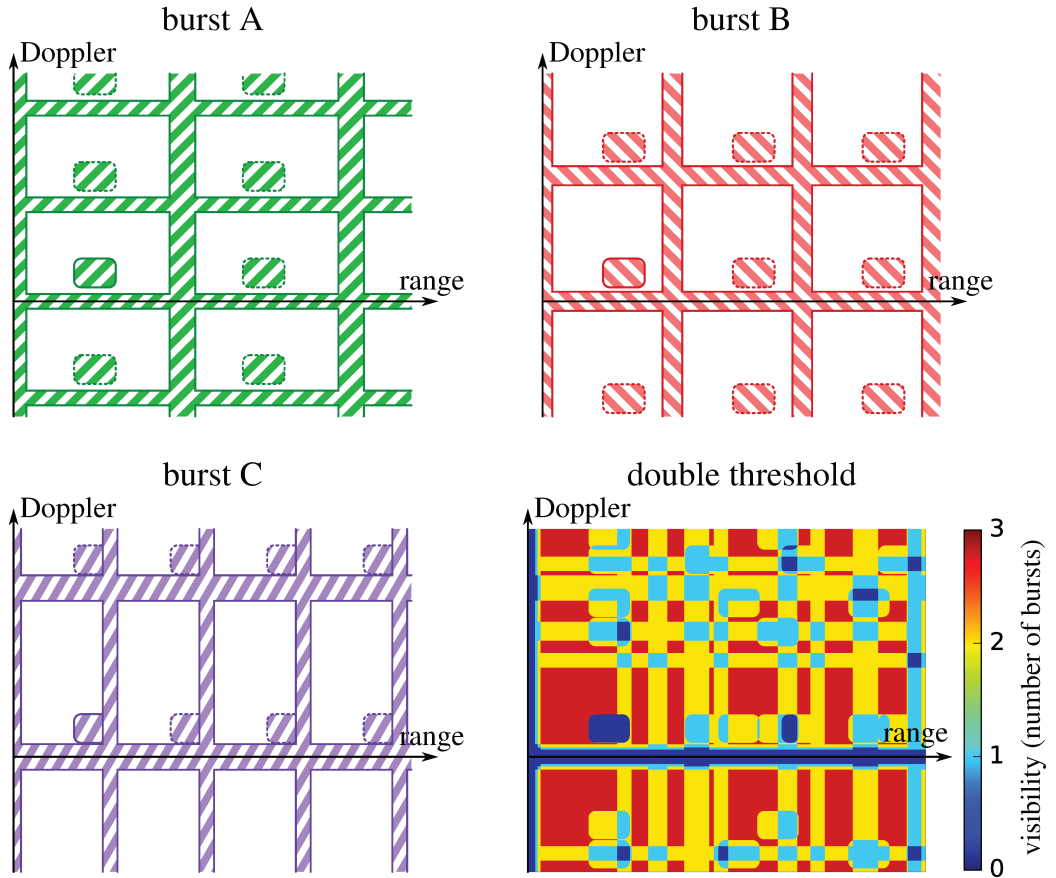 burst A
burst B
Doppler
Doppler
range
range
burst C
double threshold
Doppler
Doppler
range
range
3
2
1
0
visibility (number of bursts)